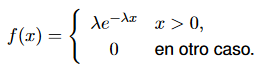 f(x) = { λe^{−λx} x > 0,
0 en otro caso.